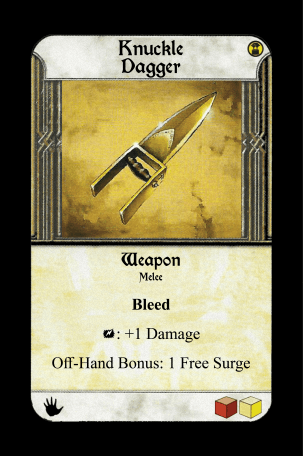 Knuckle
Dagger
Weapon
Melee
Bleed
: +1 Damage
Off-Hand Bonus: 1 Free Surge